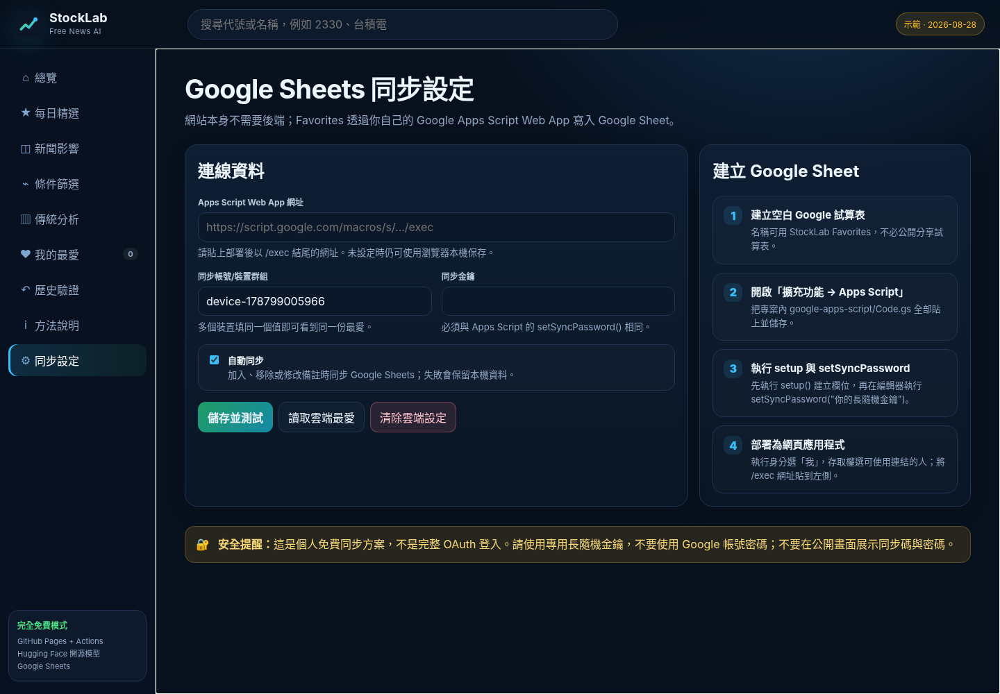 StockLab
Free News AI
搜尋代號或名稱，例如 2330、台積電
示範 · 2026-08-28
總覽
每日精選
新聞影響
條件篩選
傳統分析
我的最愛 0
歷史驗證
方法說明
同步設定
完全免費模式
GitHub Pages + Actions
Hugging Face 開源模型
Google Sheets
Google Sheets 同步設定
網站本身不需要後端；Favorites 透過你自己的 Google Apps Script Web App 寫入 Google Sheet。
連線資料
Apps Script Web App 網址
https://script.google.com/macros/s/.../exec
請貼上部署後以 /exec 結尾的網址。未設定時仍可使用瀏覽器本機保存。
同步帳號/裝置群組
device-178799005966
多個裝置填同一個值即可看到同一份最愛。
同步金鑰
必須與 Apps Script 的 setSyncPassword() 相同。
自動同步
加入、移除或修改備註時同步 Google Sheets；失敗會保留本機資料。
儲存並測試
讀取雲端最愛
清除雲端設定
建立 Google Sheet
1 建立空白 Google 試算表
名稱可用 StockLab Favorites，不必公開分享試
算表。
2 開啟「擴充功能 → Apps Script」
把專案內 google-apps-script/Code.gs 全部貼
上並儲存。
3 執行 setup 與 setSyncPassword
先執行 setup() 建立欄位，再在編輯器執行
setSyncPassword("你的長隨機金鑰")。
4 部署為網頁應用程式
執行身分選「我」，存取權選可使用連結的人；將
/exec 網址貼到左側。
安全提醒：這是個人免費同步方案，不是完整 OAuth 登入。請使用專用長隨機金鑰，不要使用 Google 帳號密碼；不要在公開畫面展示同步碼與密碼。